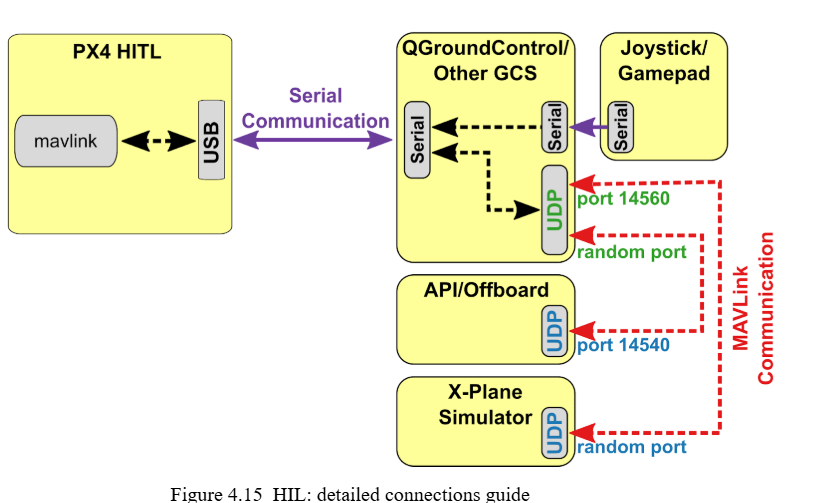 PX4 HITL
mavlink
USB
Serial
Communication
QGroundControl/
Other GCS
Serial
Serial
UDP
Joystick/
Gamepad
Serial
port 14560
random port
API/Offboard
UDP
port 14540
X-Plane
Simulator
UDP
random port
MAVLink
Communication
Figure 4.15  HIL: detailed connections guide